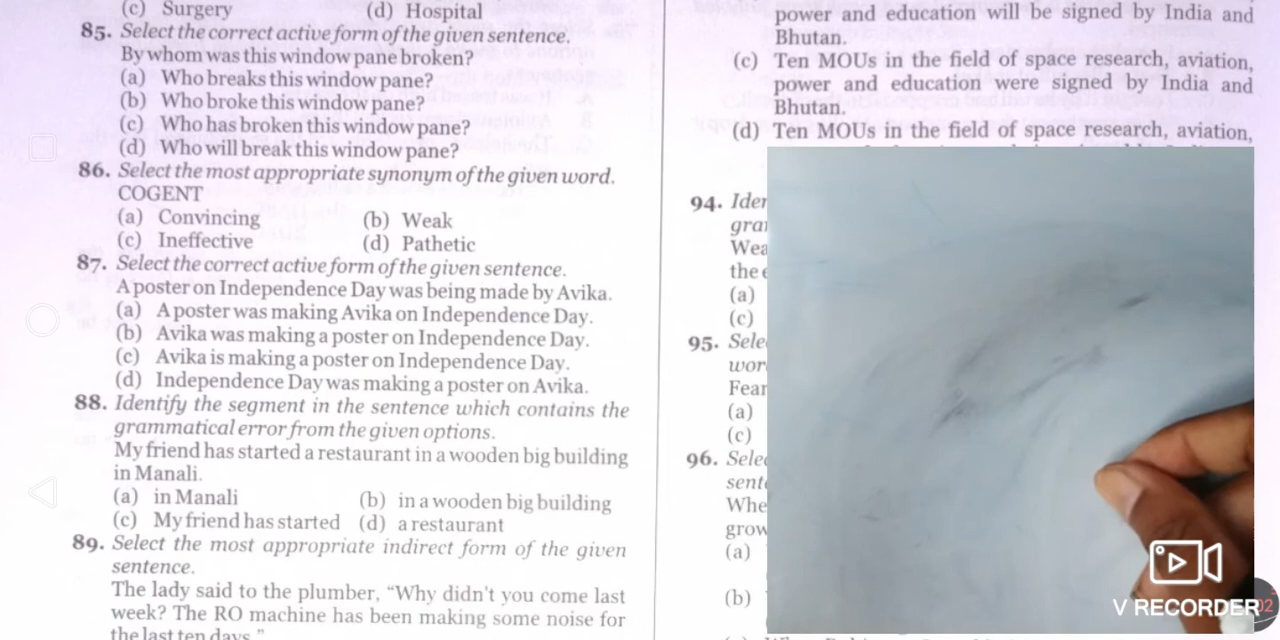 (c) Surgery (d) Hospital
85. Select the correct active form of the given sentence.
By whom was this window pane broken?
(a) Who breaks this window pane?
(b) Who broke this window pane?
(c) Who has broken this window pane?
(d) Who will break this window pane?
86. Select the most appropriate synonym of the given word.
COGENT
(a) Convincing (b) Weak
(c) Ineffective (d) Pathetic
87. Select the correct active form of the given sentence.
A poster on Independence Day was being made by Avika.
(a) A poster was making Avika on Independence Day.
(b) Avika was making a poster on Independence Day.
(c) Avika is making a poster on Independence Day.
(d) Independence Day was making a poster on Avika.
88. Identify the segment in the sentence which contains the
grammatical error from the given options.
My friend has started a restaurant in a wooden big building
in Manali.
(a) in Manali (b) in a wooden big building
(c) My friend has started (d) a restaurant
89. Select the most appropriate indirect form of the given
sentence.
The lady said to the plumber, “Why didn't you come last
week? The RO machine has been making some noise for
the last ten days.”
power and education will be signed by India and
Bhutan.
(c) Ten MOUs in the field of space research, aviation,
power and education were signed by India and
Bhutan.
(d) Ten MOUs in the field of space research, aviation,
94.
the
(a)
(c)
95.
Fear
(a)
(c)
96.
(a)
(b)
V RECORDER